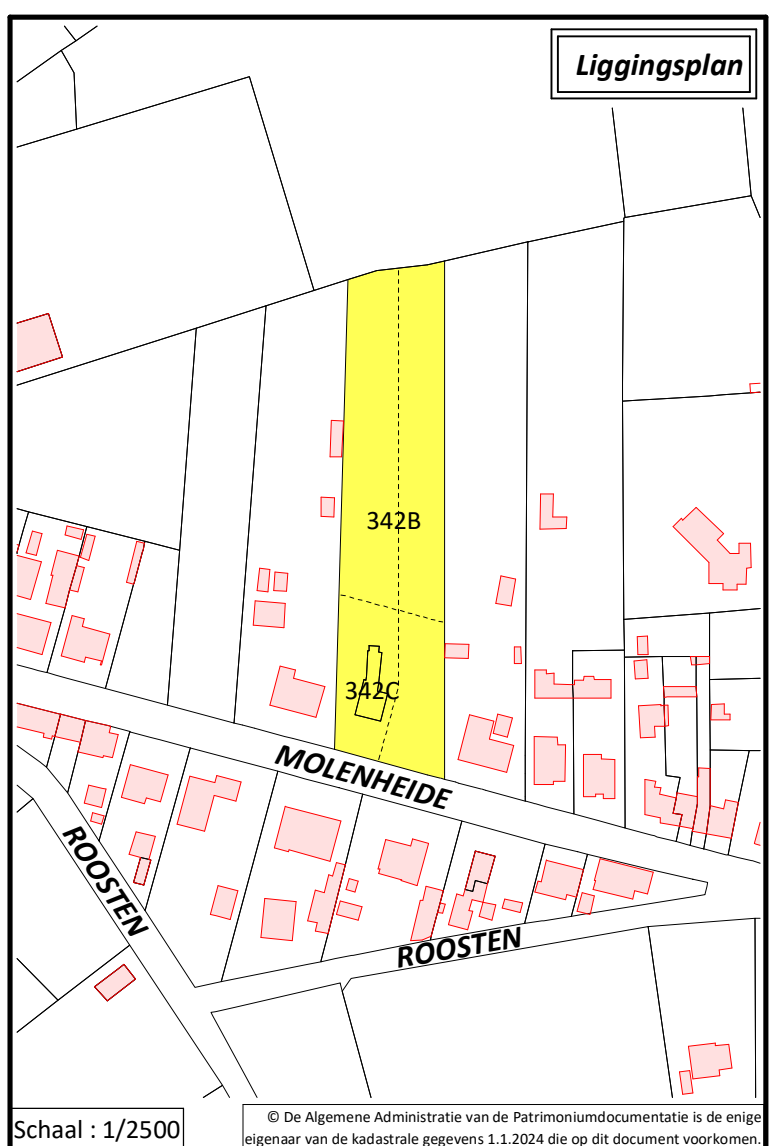 Liggingsplan
342B
342C
MOLENHEIDE
ROOSTEN
ROOSTEN
Schaal : 1/2500
© De Algemene Administratie van de Patrimoniumdocumentatie is de enige
eigenaar van de kadastrale gegevens 1.1.2024 die op dit document voorkomen.